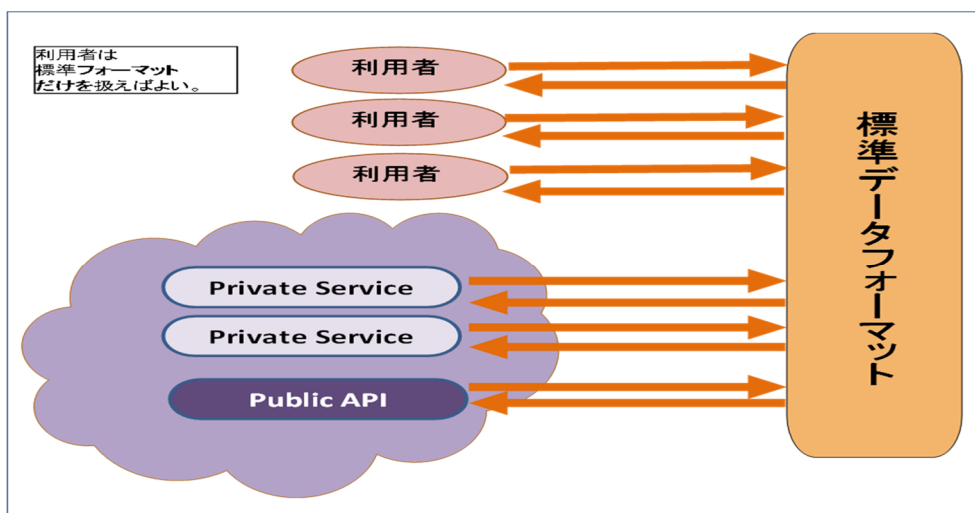 利用者は
標準フォーマット
だけを扱えばよい。
利用者
利用者
利用者
Private Service
Private Service
Public API
標準データフォーマット